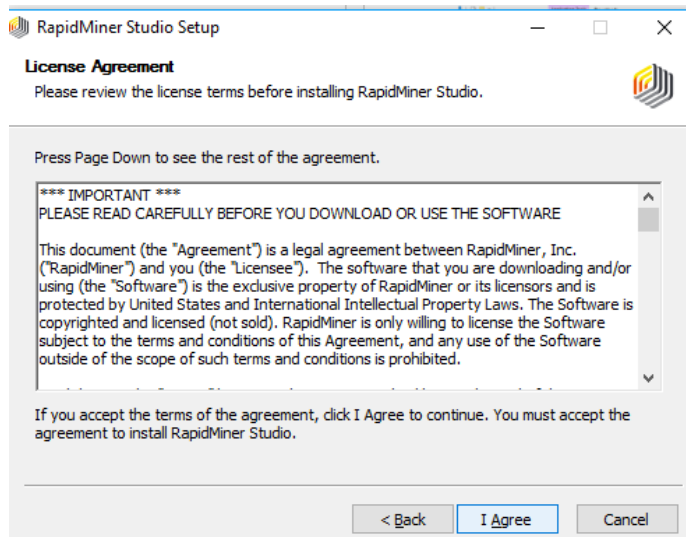 RapidMiner Studio Setup
License Agreement
Please review the license terms before installing RapidMiner Studio.
Press Page Down to see the rest of the agreement.
*** IMPORTANT ***
PLEASE READ CAREFULLY BEFORE YOU DOWNLOAD OR USE THE SOFTWARE
This document (the "Agreement") is a legal agreement between RapidMiner, Inc.
("RapidMiner") and you (the "Licensee").  The software that you are downloading and/or
using (the "Software") is the exclusive property of RapidMiner or its licensors and is
protected by United States and International Intellectual Property Laws. The Software is
copyrighted and licensed (not sold). RapidMiner is only willing to license the Software
subject to the terms and conditions of this Agreement, and any use of the Software
outside of the scope of such terms and conditions is prohibited.
If you accept the terms of the agreement, click I Agree to continue. You must accept the
agreement to install RapidMiner Studio.
< Back
I Agree
Cancel